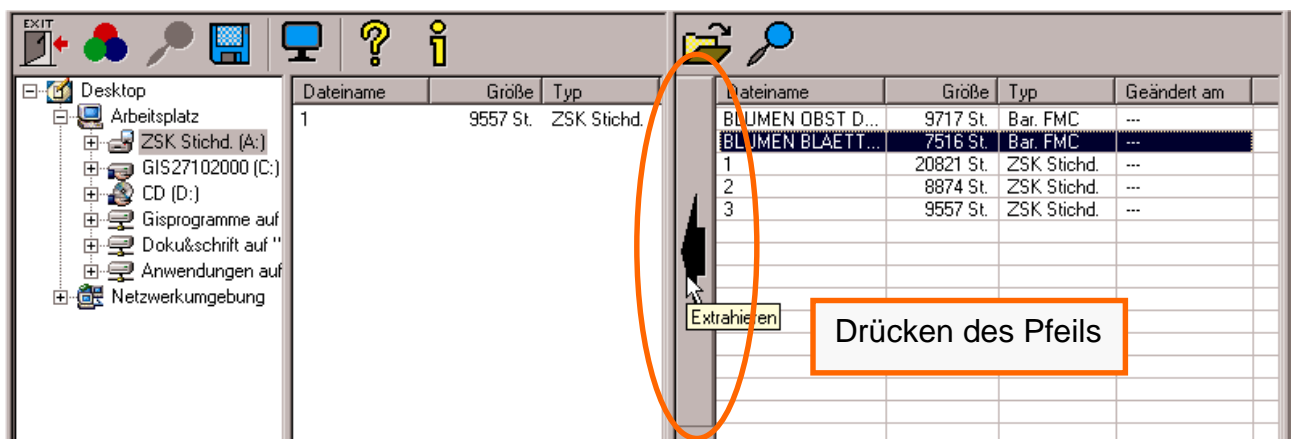 EXIT
Desktop
Arbeitsplatz
ZSK Stichd. (A:)
GIS27102000 (C:)
CD (D:)
Gisprogramme auf
Doku&schrift auf "
Anwendungen auf
Netzwerkumgebung
Dateiname Größe Typ
1 9557 St. ZSK Stichd.
Dateiname Größe Typ Geändert am
BLUMEN OBST D... 9717 St. Bar. FMC ---
BLUMEN BLAETT... 7516 St. Bar. FMC ---
1 20821 St. ZSK Stichd. ---
2 8874 St. ZSK Stichd. ---
3 9557 St. ZSK Stichd. ---
Extrahieren
Drücken des Pfeils